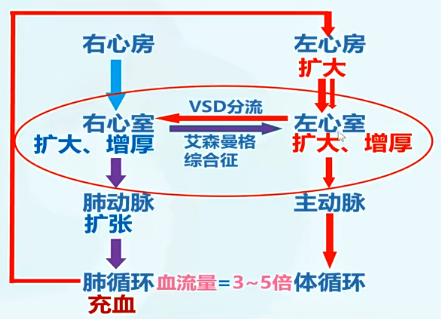 右心房 左心房
扩大
VSD分流
右心室 左心室
扩大、增厚 艾森曼格 扩大、增厚
综合征
肺动脉 主动脉
扩张
肺循环 血流量=3~5倍 体循环
充血